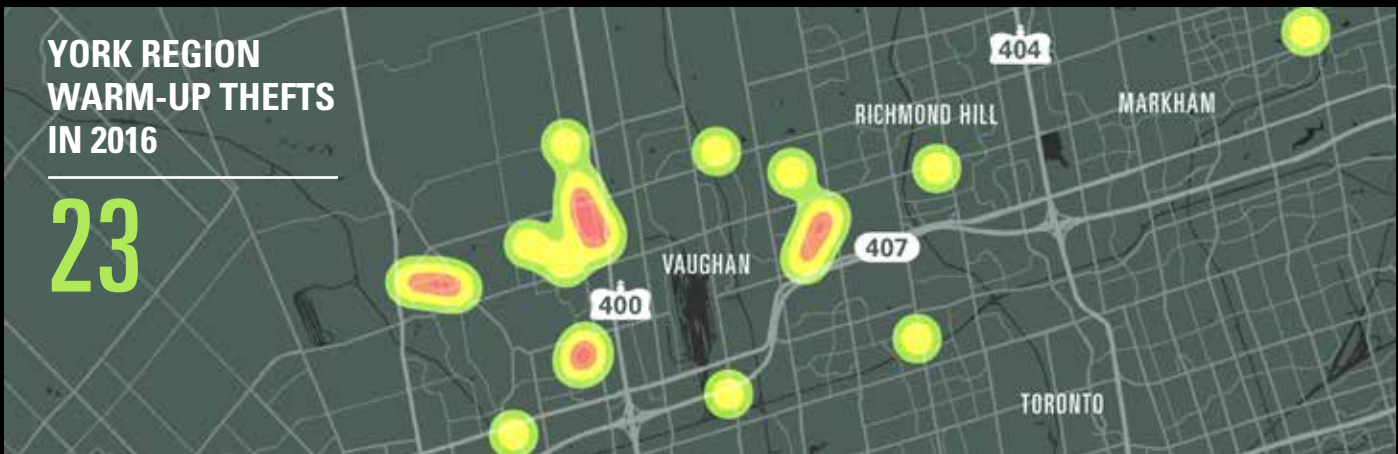 YORK REGION
WARM-UP THEFTS
IN 2016
23
404
MARKHAM
RICHMOND HILL
407
VAUGHAN
400
TORONTO